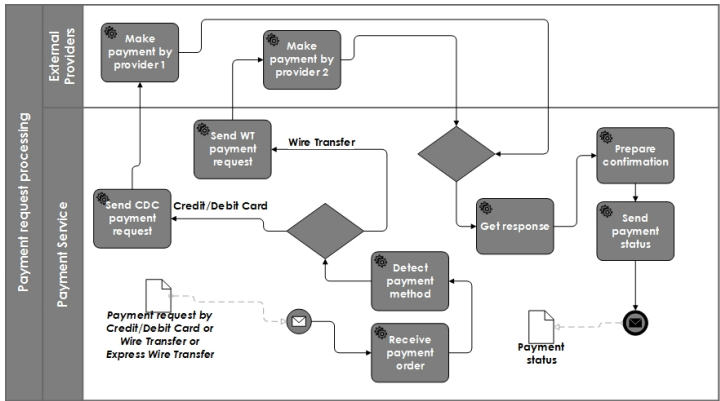 Payment request processing
External
Providers
Payment Service
Make
payment by
provider 1
Make
payment by
provider 2
Send WT
payment
request
Wire Transfer
Prepare
confirmation
Send CDC
payment
request
Credit/Debit Card
Get response
Send
payment
status
Detect
payment
method
Payment request by
Credit/Debit Card or
Wire Transfer or
Express Wire Transfer
Receive
payment
order
Payment
status